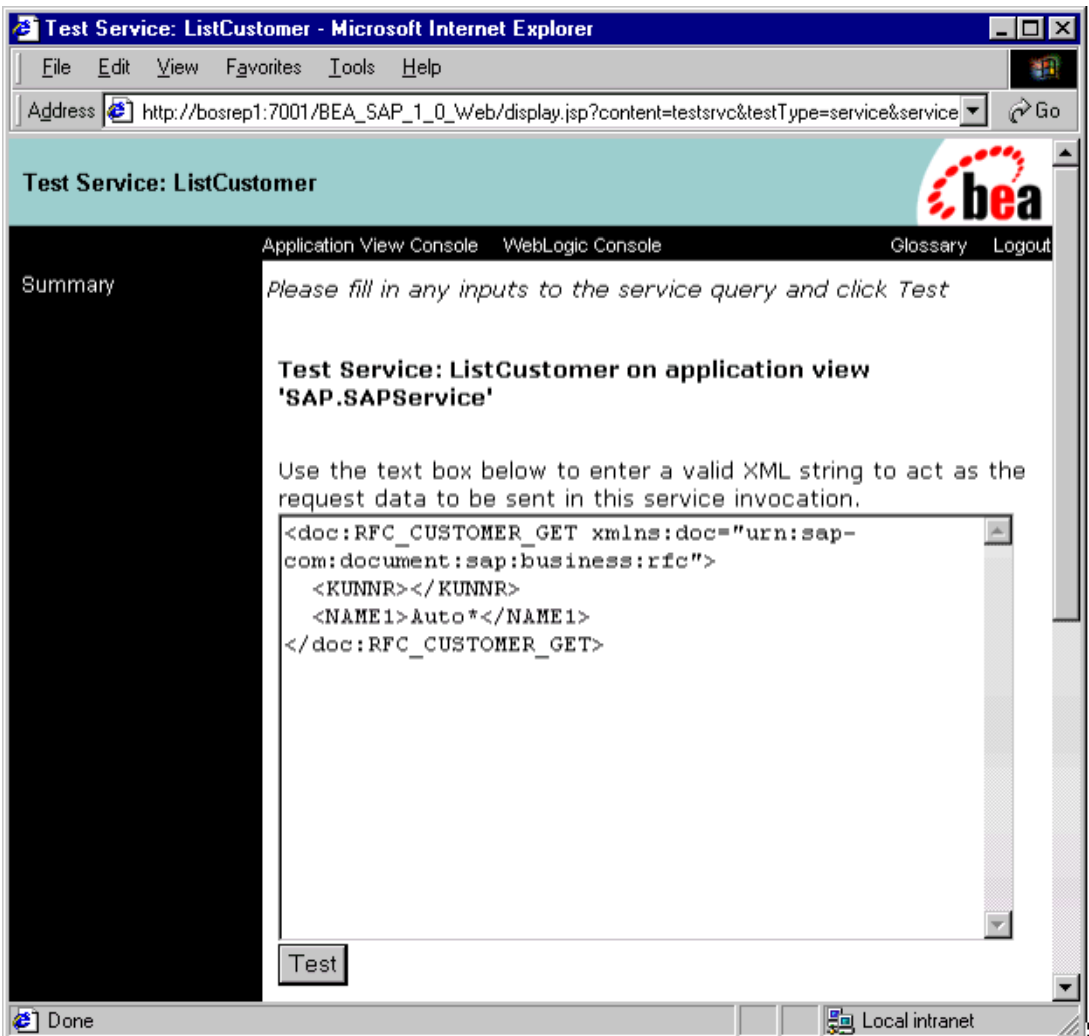 Test Service: ListCustomer - Microsoft Internet Explorer
File Edit View Favorites Tools Help
Address http://bosrep1:7001/BEA_SAP_1_0_Web/display.jsp?content=testsrvc&testType=service&service Go
Test Service: ListCustomer
bea
Application View Console WebLogic Console Glossary Logout
Summary
Please fill in any inputs to the service query and click Test
Test Service: ListCustomer on application view
'SAP.SAPService'
Use the text box below to enter a valid XML string to act as the
request data to be sent in this service invocation.
<doc:RFC_CUSTOMER_GET xmlns:doc="urn:sap-
com:document:sap:business:rfc">
<KUNNR></KUNNR>
<NAME1>Auto*</NAME1>
</doc:RFC_CUSTOMER_GET>
Test
Done Local intranet